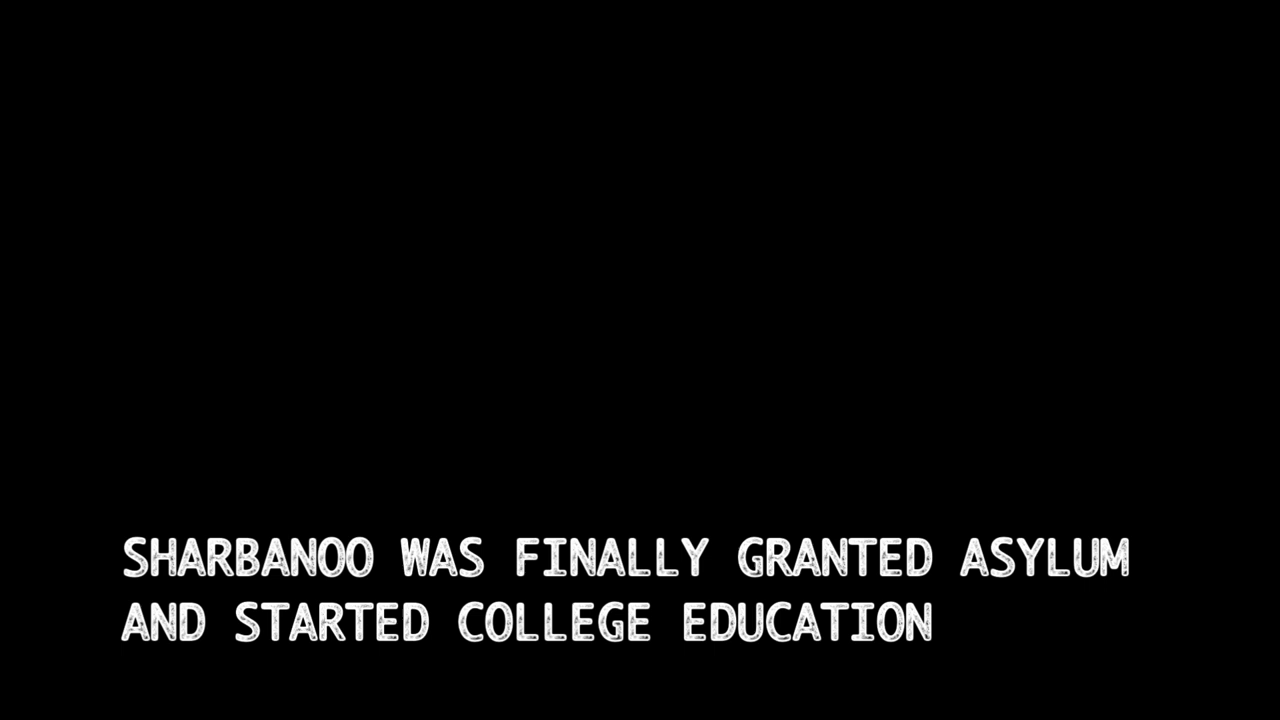 SHARBANOO WAS FINALLY GRANTED ASYLUM
AND STARTED COLLEGE EDUCATION